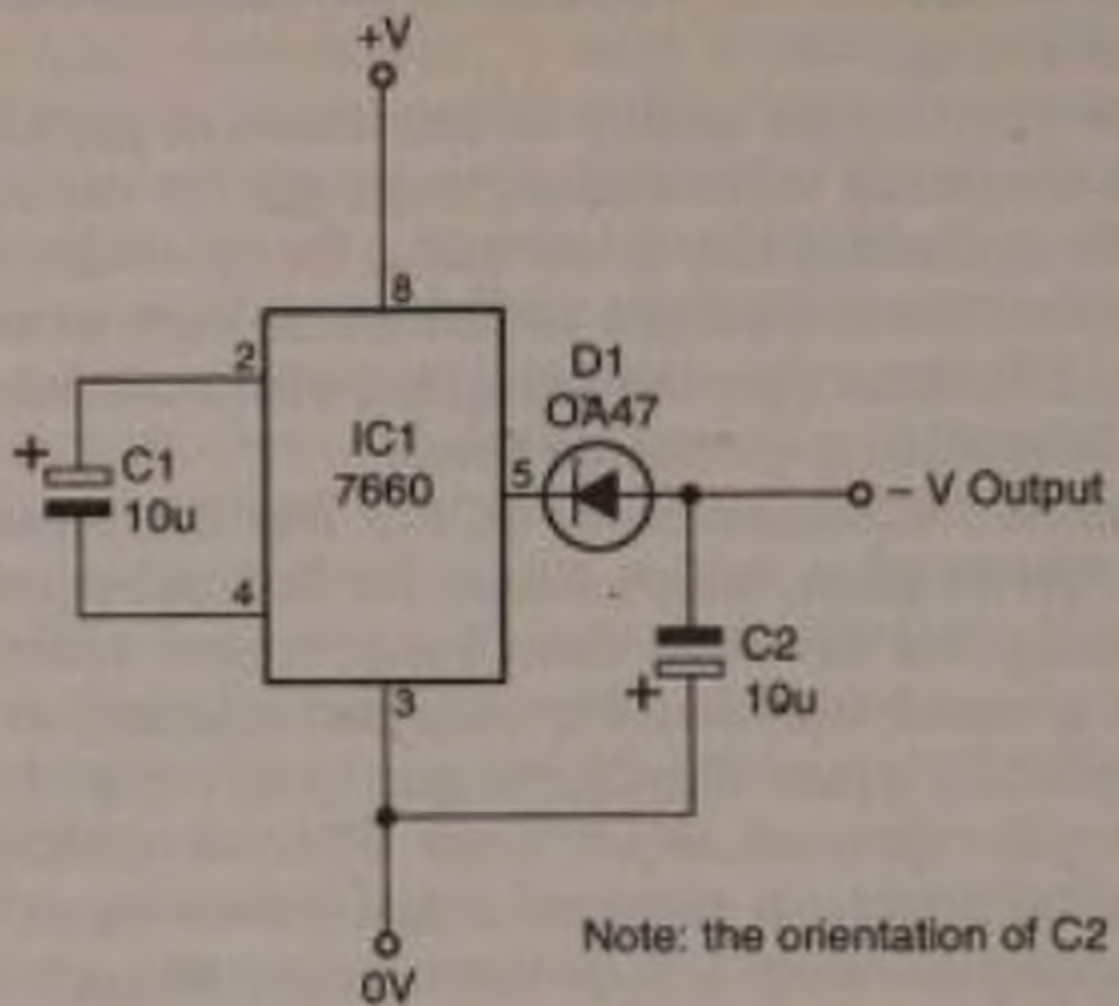 +V
8
2
D1
OA47
IC1
7660
+
C1
10u
5
– V Output
4
C2
10u
+
3
Note: the orientation of C2
0V